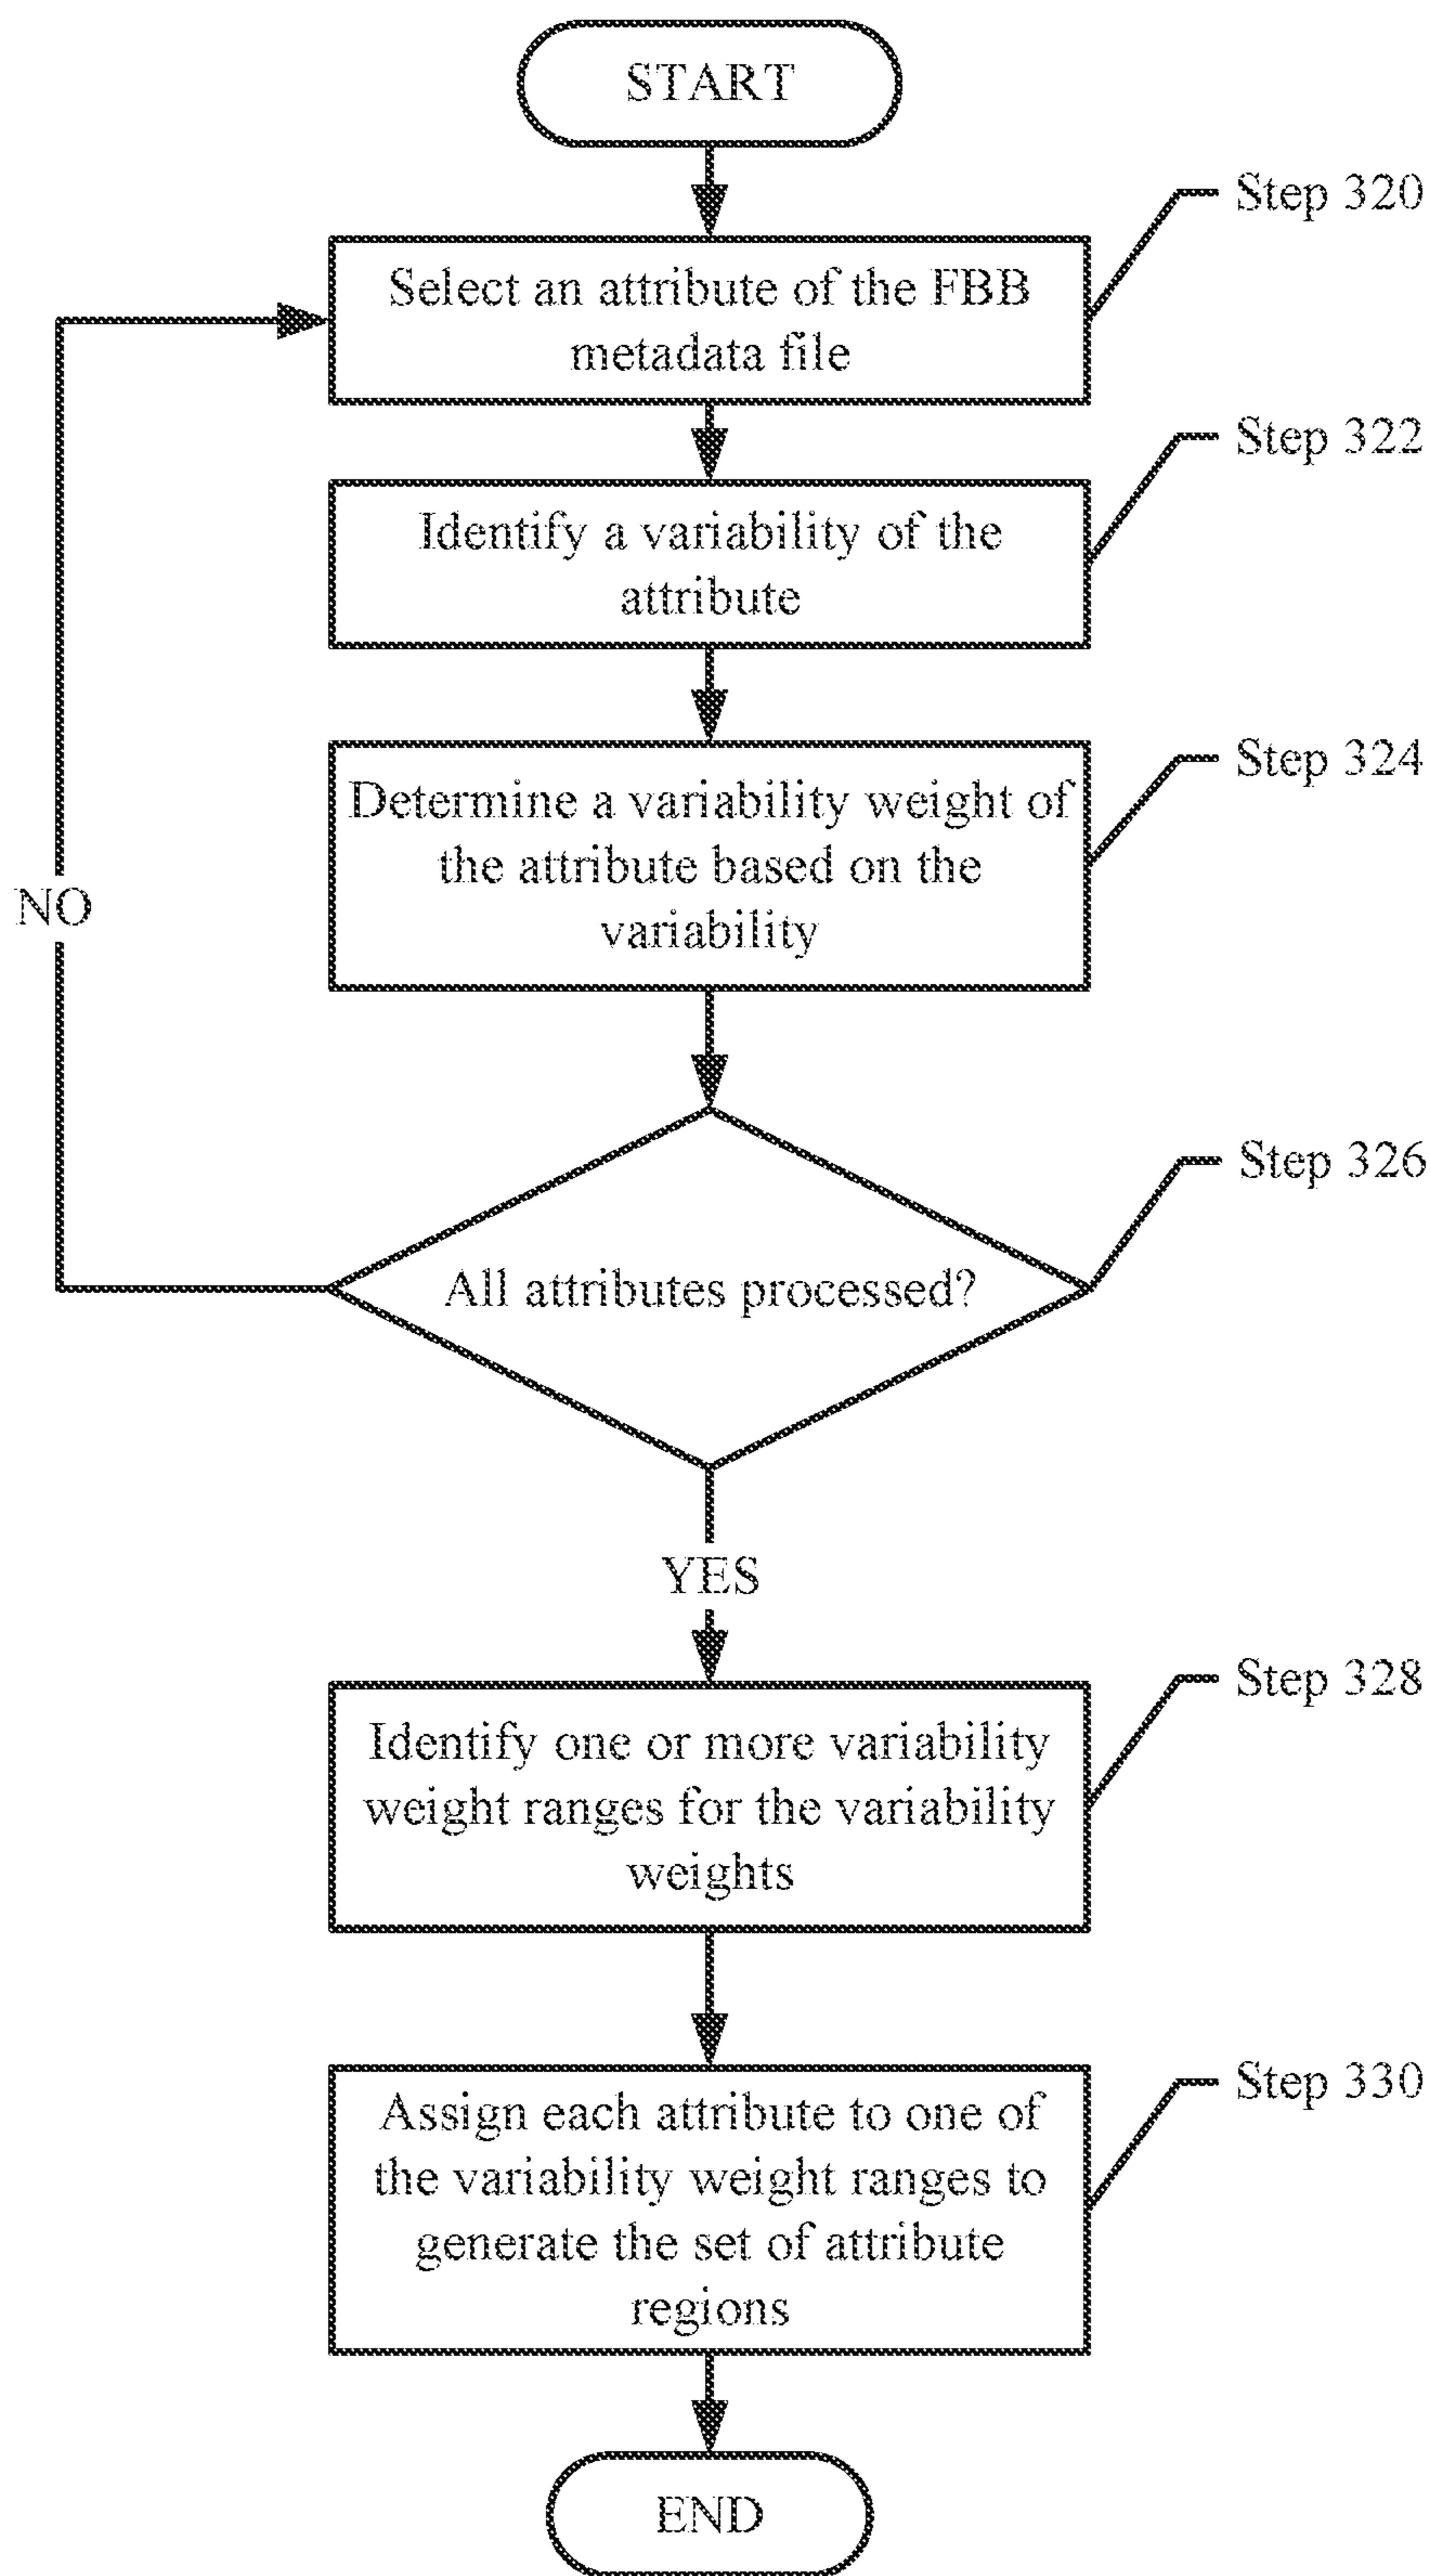 START
Step 320
Select an attribute of the FBB
metadata file
Step 322
Identify a variability of the
attribute
Step 324
Determine a variability weight of
the attribute based on the
variability
NO
Step 326
All attributes processed?
YES
Step 328
Identify one or more variability
weight ranges for the variability
weights
Step 330
Assign each attribute to one of
the variability weight ranges to
generate the set of attribute
regions
END